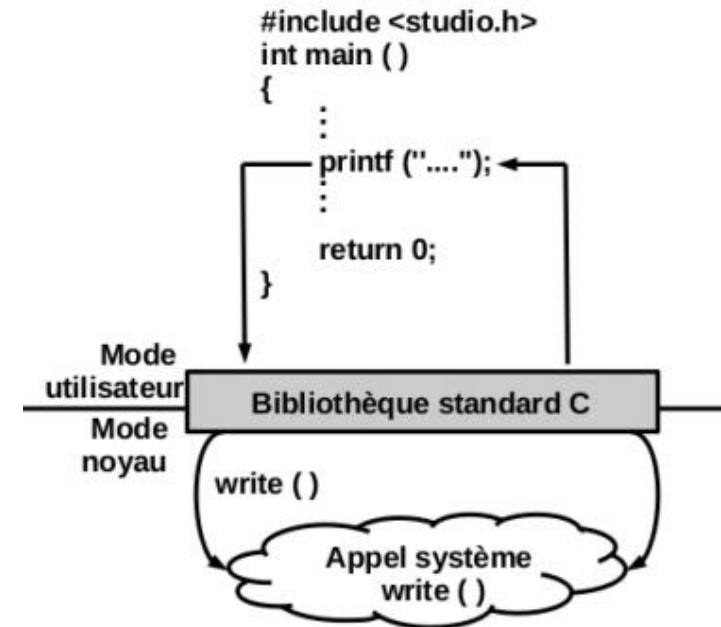 #include <studio.h>
int main ( )
{
⋮
printf ("....");
⋮
return 0;
}
Mode
utilisateur
Bibliothèque standard C
Mode
noyau
write ( )
Appel système
write ( )